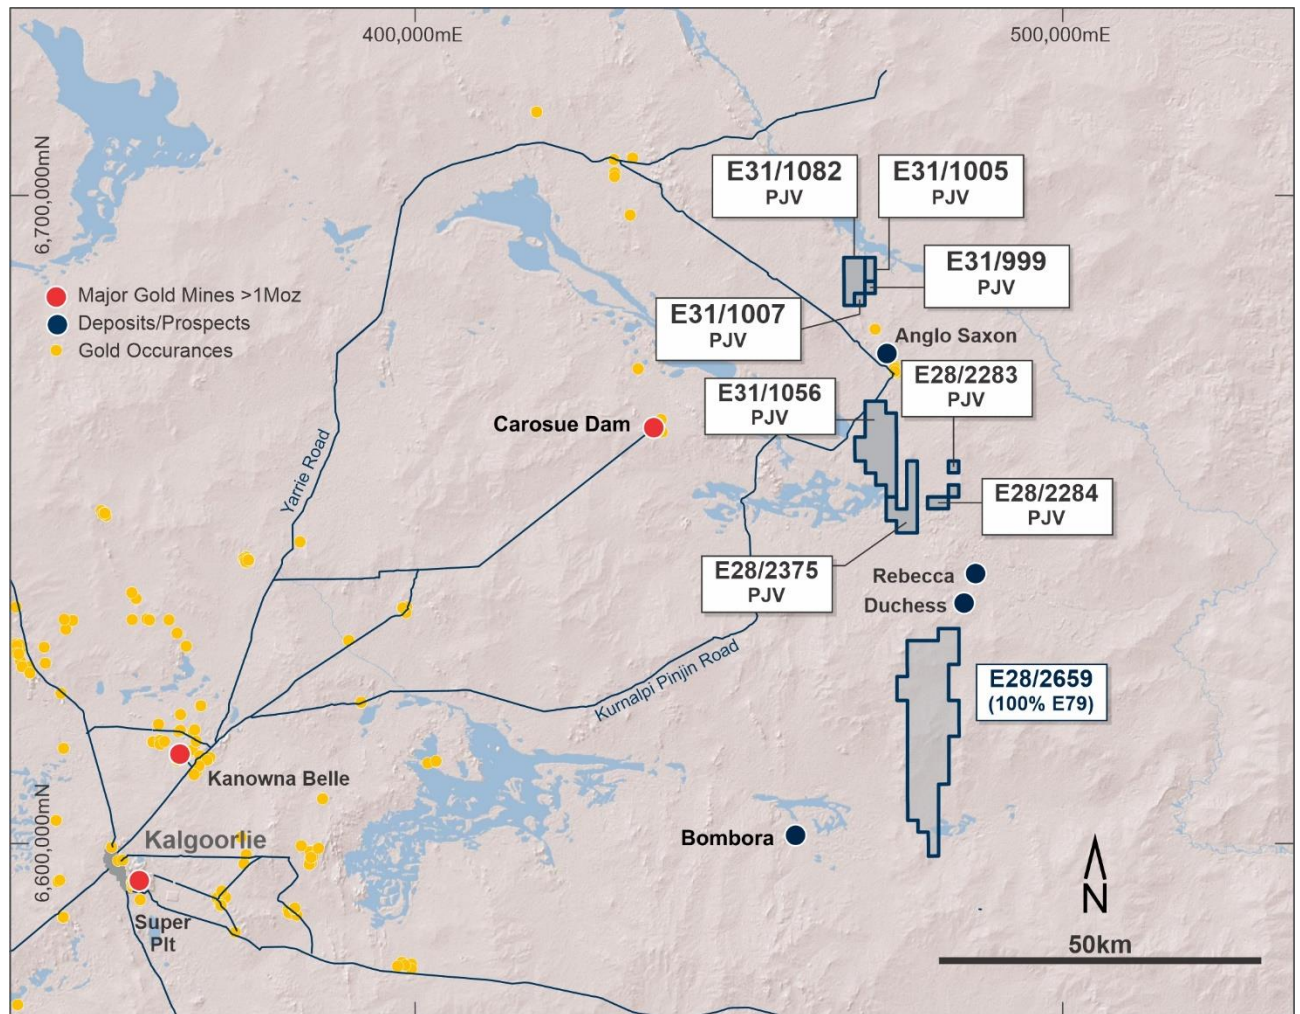 400,000mE
500,000mE
6,700,000mN
E31/1082
PJV
E31/1005
PJV
E31/999
PJV
Major Gold Mines >1Moz
Deposits/Prospects
Gold Occurances
E31/1007
PJV
Anglo Saxon
E28/2283
PJV
E31/1056
PJV
Carosue Dam
Yarrie Road
E28/2284
PJV
E28/2375
PJV
Rebecca
Duchess
Kurnalpi Pinjin Road
E28/2659
(100% E79)
Kanowna Belle
6,600,000mN
Kalgoorlie
Bombora
N
Super
Plt
50km